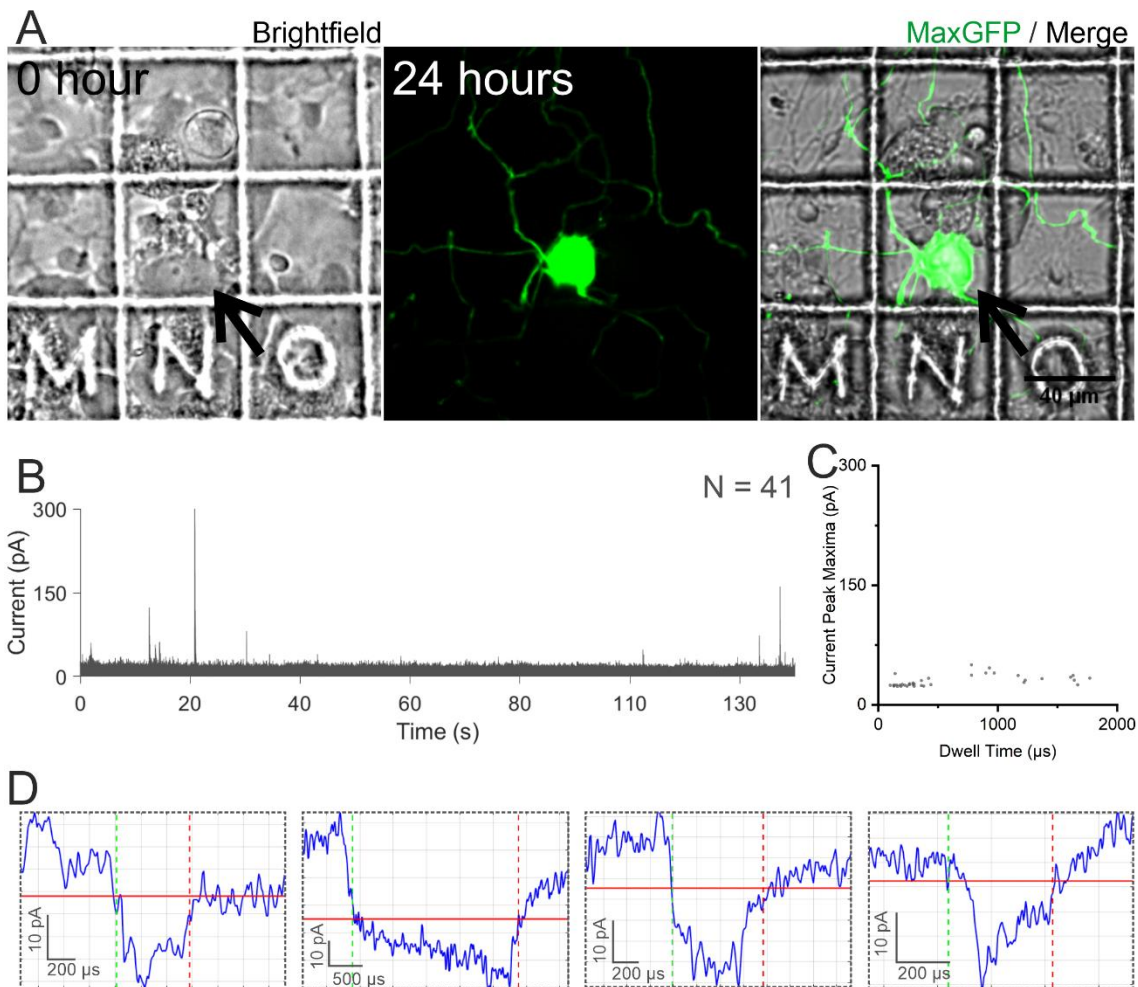 A
Brightfield
MaxGFP / Merge
0 hour
24 hours
M N O
M N O
40 µm
B
N = 41
300
150
0
Current (pA)
0 20 40 60 80 110 130
Time (s)
C
300
150
0
Current Peak Maxima (pA)
0 1000 2000
Dwell Time (µs)
D
10 pA
200 µs
10 pA
500 µs
10 pA
200 µs
10 pA
200 µs